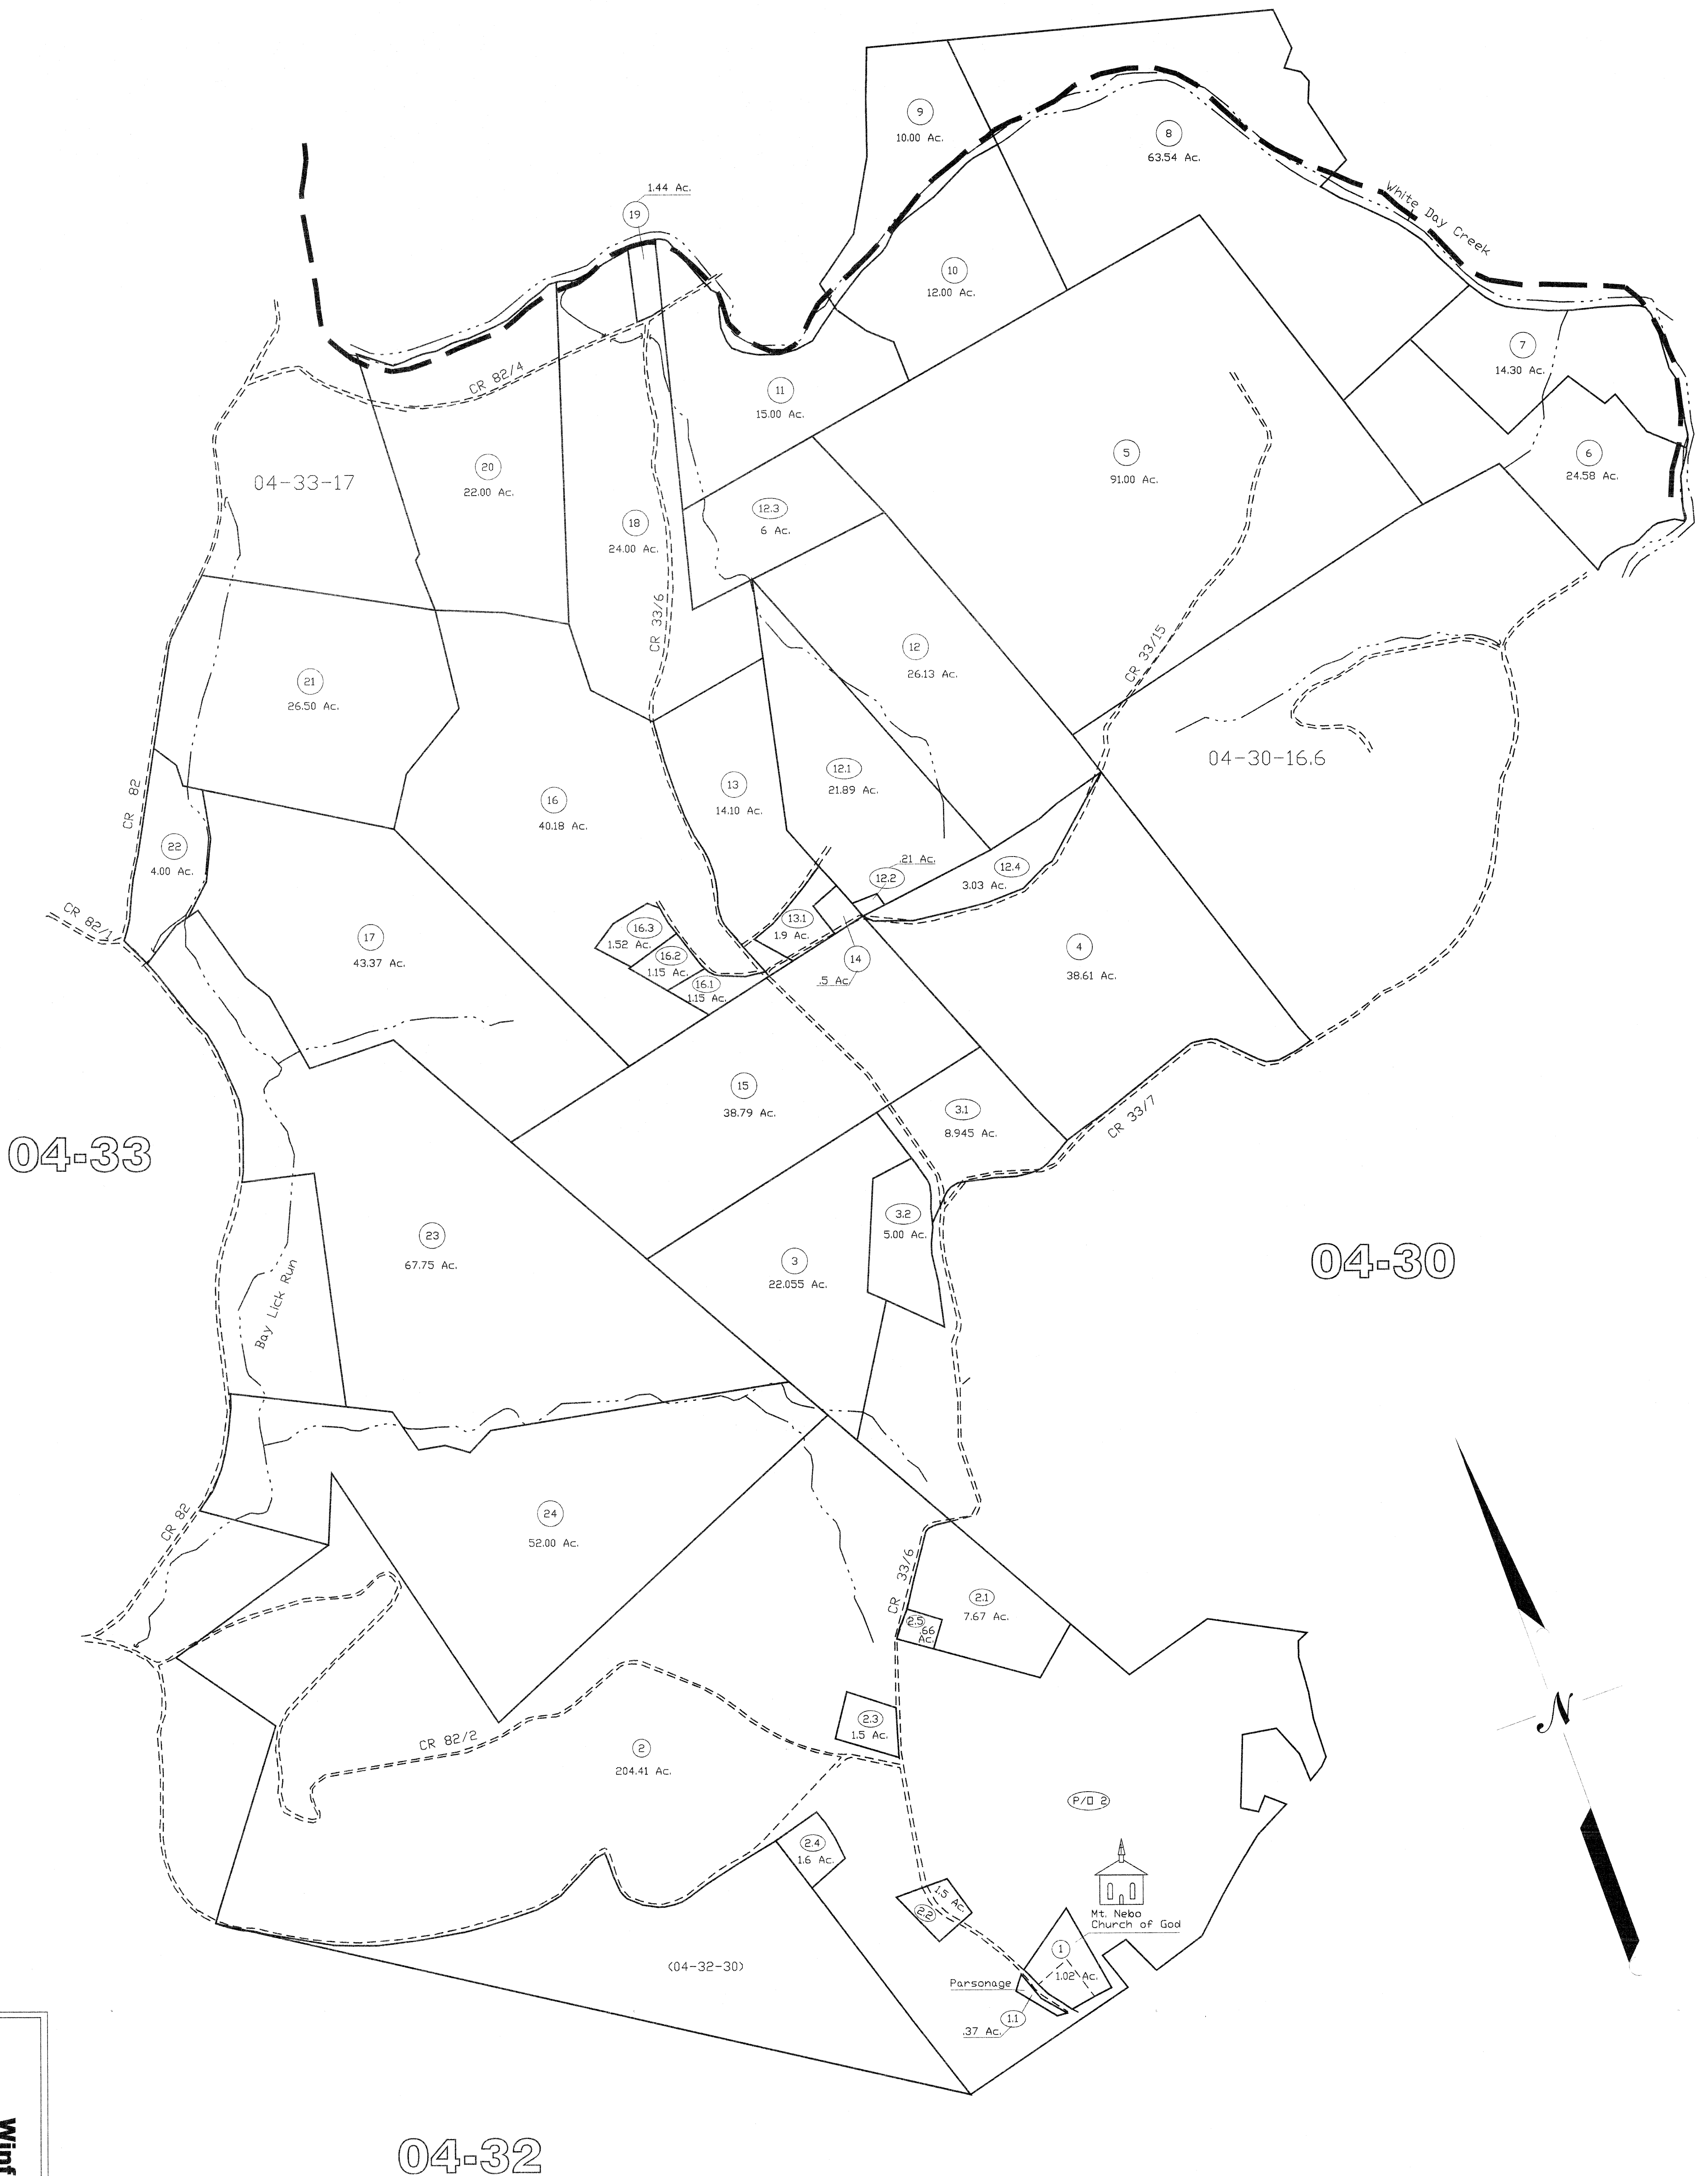 9
10.00 Ac.
8
63.54 Ac.
1.44 Ac.
19
White Day Creek
10
12.00 Ac.
7
14.30 Ac.
CR 82/4
11
15.00 Ac.
5
91.00 Ac.
6
24.58 Ac.
04-33-17
20
22.00 Ac.
12.3
6 Ac.
18
24.00 Ac.
CR 33/6
12
26.13 Ac.
CR 33/15
21
26.50 Ac.
04-30-16.6
CR 82
16
40.18 Ac.
13
14.10 Ac.
12.1
21.89 Ac.
22
4.00 Ac.
.21 Ac.
12.2
12.4
3.03 Ac.
CR 82/1
17
43.37 Ac.
16.3
1.52 Ac.
16.2
1.15 Ac.
16.1
1.15 Ac.
13.1
1.9 Ac.
14
.5 Ac.
4
38.61 Ac.
15
38.79 Ac.
3.1
8.945 Ac.
CR 33/7
04-33
23
67.75 Ac.
3.2
5.00 Ac.
3
22.055 Ac.
04-30
Bay Lick Run
CR 82
24
52.00 Ac.
CR 33/6
2.1
7.67 Ac.
2.5
.66
Ac.
2.3
1.5 Ac.
CR 82/2
2
204.41 Ac.
N
P/O 2
2.4
1.6 Ac.
1.5 Ac.
2.2
Mt. Nebo
Church of God
1
1.02 Ac.
(04-32-30)
Parsonage
1.1
.37 Ac.
04-32